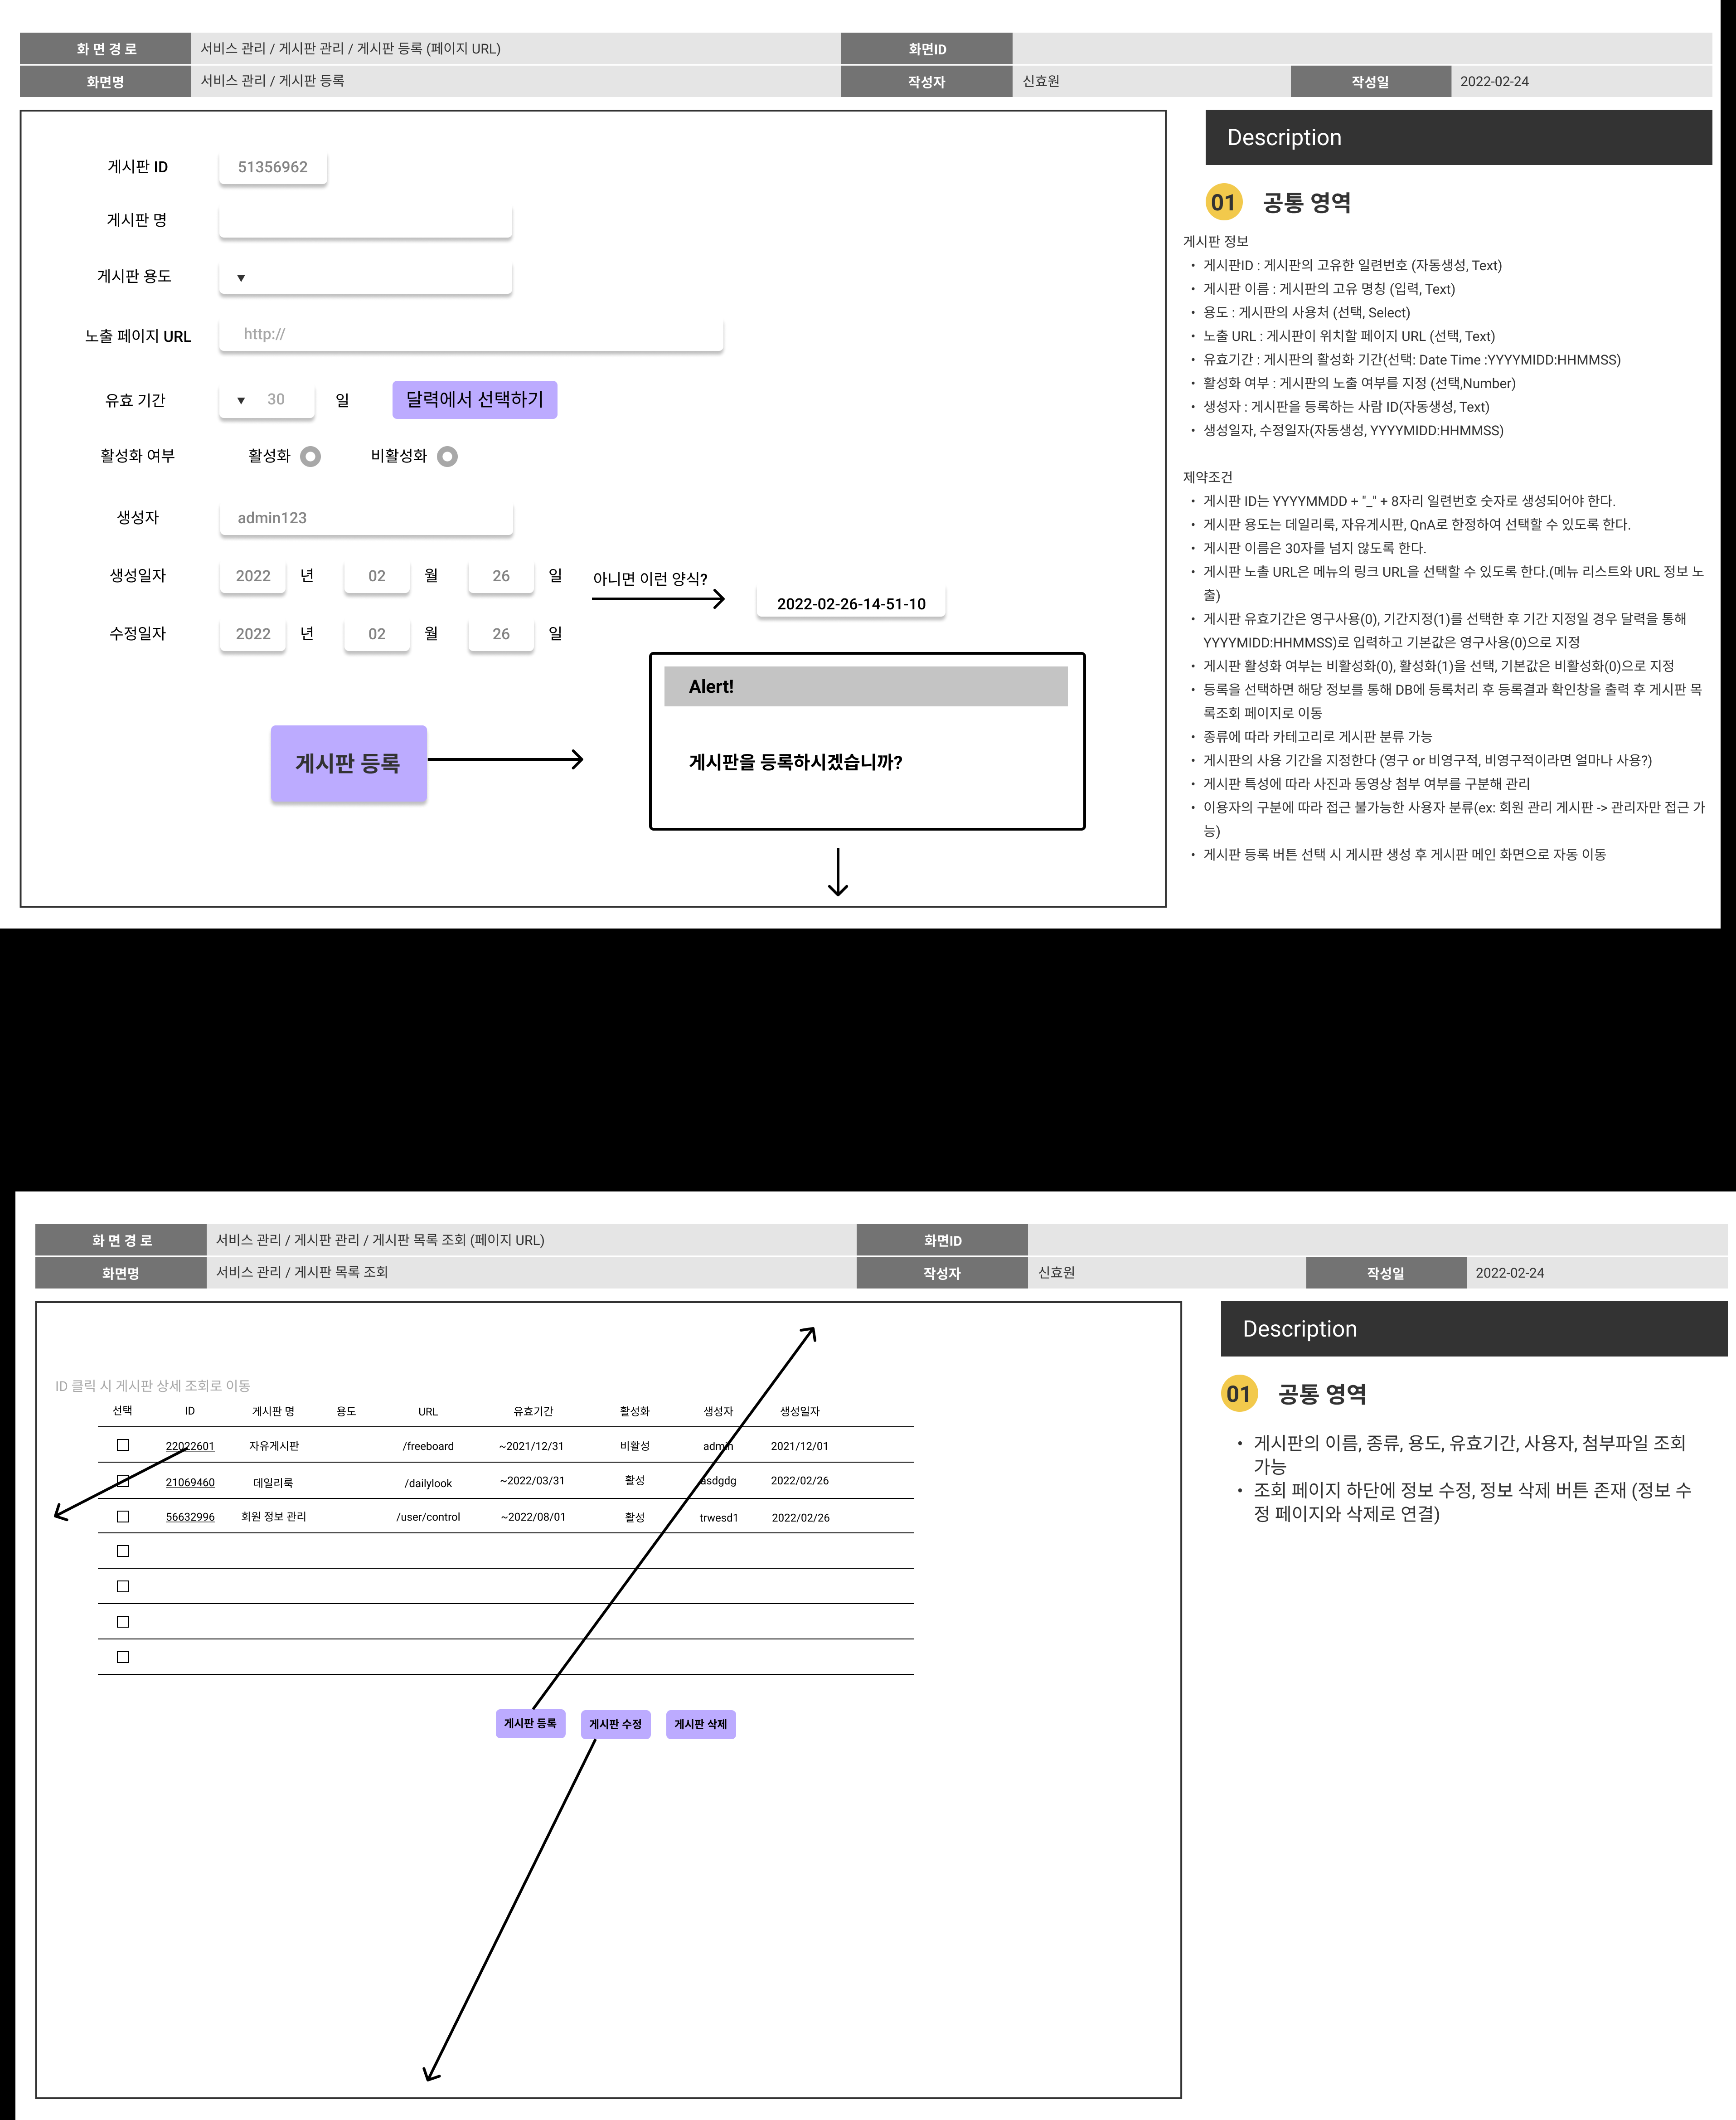 화 면 경 로 서비스 관리 / 게시판 관리 / 게시판 등록 (페이지 URL) 화면ID
화면명 서비스 관리 / 게시판 등록 작성자 신효원 작성일 2022-02-24
게시판 ID 51356962
게시판 명
게시판 용도 ▼
노출 페이지 URL http://
유효 기간 ▼ 30 일 달력에서 선택하기
활성화 여부 활성화 비활성화
생성자 admin123
생성일자 2022 년 02 월 26 일 아니면 이런 양식?
2022-02-26-14-51-10
수정일자 2022 년 02 월 26 일
Alert!
게시판을 등록하시겠습니까?
게시판 등록
Description
01 공통 영역
게시판 정보
• 게시판ID : 게시판의 고유한 일련번호 (자동생성, Text)
• 게시판 이름 : 게시판의 고유 명칭 (입력, Text)
• 용도 : 게시판의 사용처 (선택, Select)
• 노출 URL : 게시판이 위치할 페이지 URL (선택, Text)
• 유효기간 : 게시판의 활성화 기간(선택: Date Time :YYYYMIDD:HHMMSS)
• 활성화 여부 : 게시판의 노출 여부를 지정 (선택,Number)
• 생성자 : 게시판을 등록하는 사람 ID(자동생성, Text)
• 생성일자, 수정일자(자동생성, YYYYMIDD:HHMMSS)
제약조건
• 게시판 ID는 YYYYMMDD + "_" + 8자리 일련번호 숫자로 생성되어야 한다.
• 게시판 용도는 데일리룩, 자유게시판, QnA로 한정하여 선택할 수 있도록 한다.
• 게시판 이름은 30자를 넘지 않도록 한다.
• 게시판 노출 URL은 메뉴의 링크 URL을 선택할 수 있도록 한다.(메뉴 리스트와 URL 정보 노
출)
• 게시판 유효기간은 영구사용(0), 기간지정(1)를 선택한 후 기간 지정일 경우 달력을 통해
YYYYMIDD:HHMMSS)로 입력하고 기본값은 영구사용(0)으로 지정
• 게시판 활성화 여부는 비활성화(0), 활성화(1)을 선택, 기본값은 비활성화(0)으로 지정
• 등록을 선택하면 해당 정보를 통해 DB에 등록처리 후 등록결과 확인창을 출력 후 게시판 목
록조회 페이지로 이동
• 종류에 따라 카테고리로 게시판 분류 가능
• 게시판의 사용 기간을 지정한다 (영구 or 비영구적, 비영구적이라면 얼마나 사용?)
• 게시판 특성에 따라 사진과 동영상 첨부 여부를 구분해 관리
• 이용자의 구분에 따라 접근 불가능한 사용자 분류(ex: 회원 관리 게시판 -> 관리자만 접근 가
능)
• 게시판 등록 버튼 선택 시 게시판 생성 후 게시판 메인 화면으로 자동 이동
화 면 경 로 서비스 관리 / 게시판 관리 / 게시판 목록 조회 (페이지 URL) 화면ID
화면명 서비스 관리 / 게시판 목록 조회 작성자 신효원 작성일 2022-02-24
ID 클릭 시 게시판 상세 조회로 이동
선택 ID 게시판 명 용도 URL 유효기간 활성화 생성자 생성일자
22022601 자유게시판 /freeboard ~2021/12/31 비활성 admin 2021/12/01
21069460 데일리룩 /dailylook ~2022/03/31 활성 asdgdg 2022/02/26
56632996 회원 정보 관리 /user/control ~2022/08/01 활성 trwesd1 2022/02/26
게시판 등록 게시판 수정 게시판 삭제
Description
01 공통 영역
• 게시판의 이름, 종류, 용도, 유효기간, 사용자, 첨부파일 조회
가능
• 조회 페이지 하단에 정보 수정, 정보 삭제 버튼 존재 (정보 수
정 페이지와 삭제로 연결)